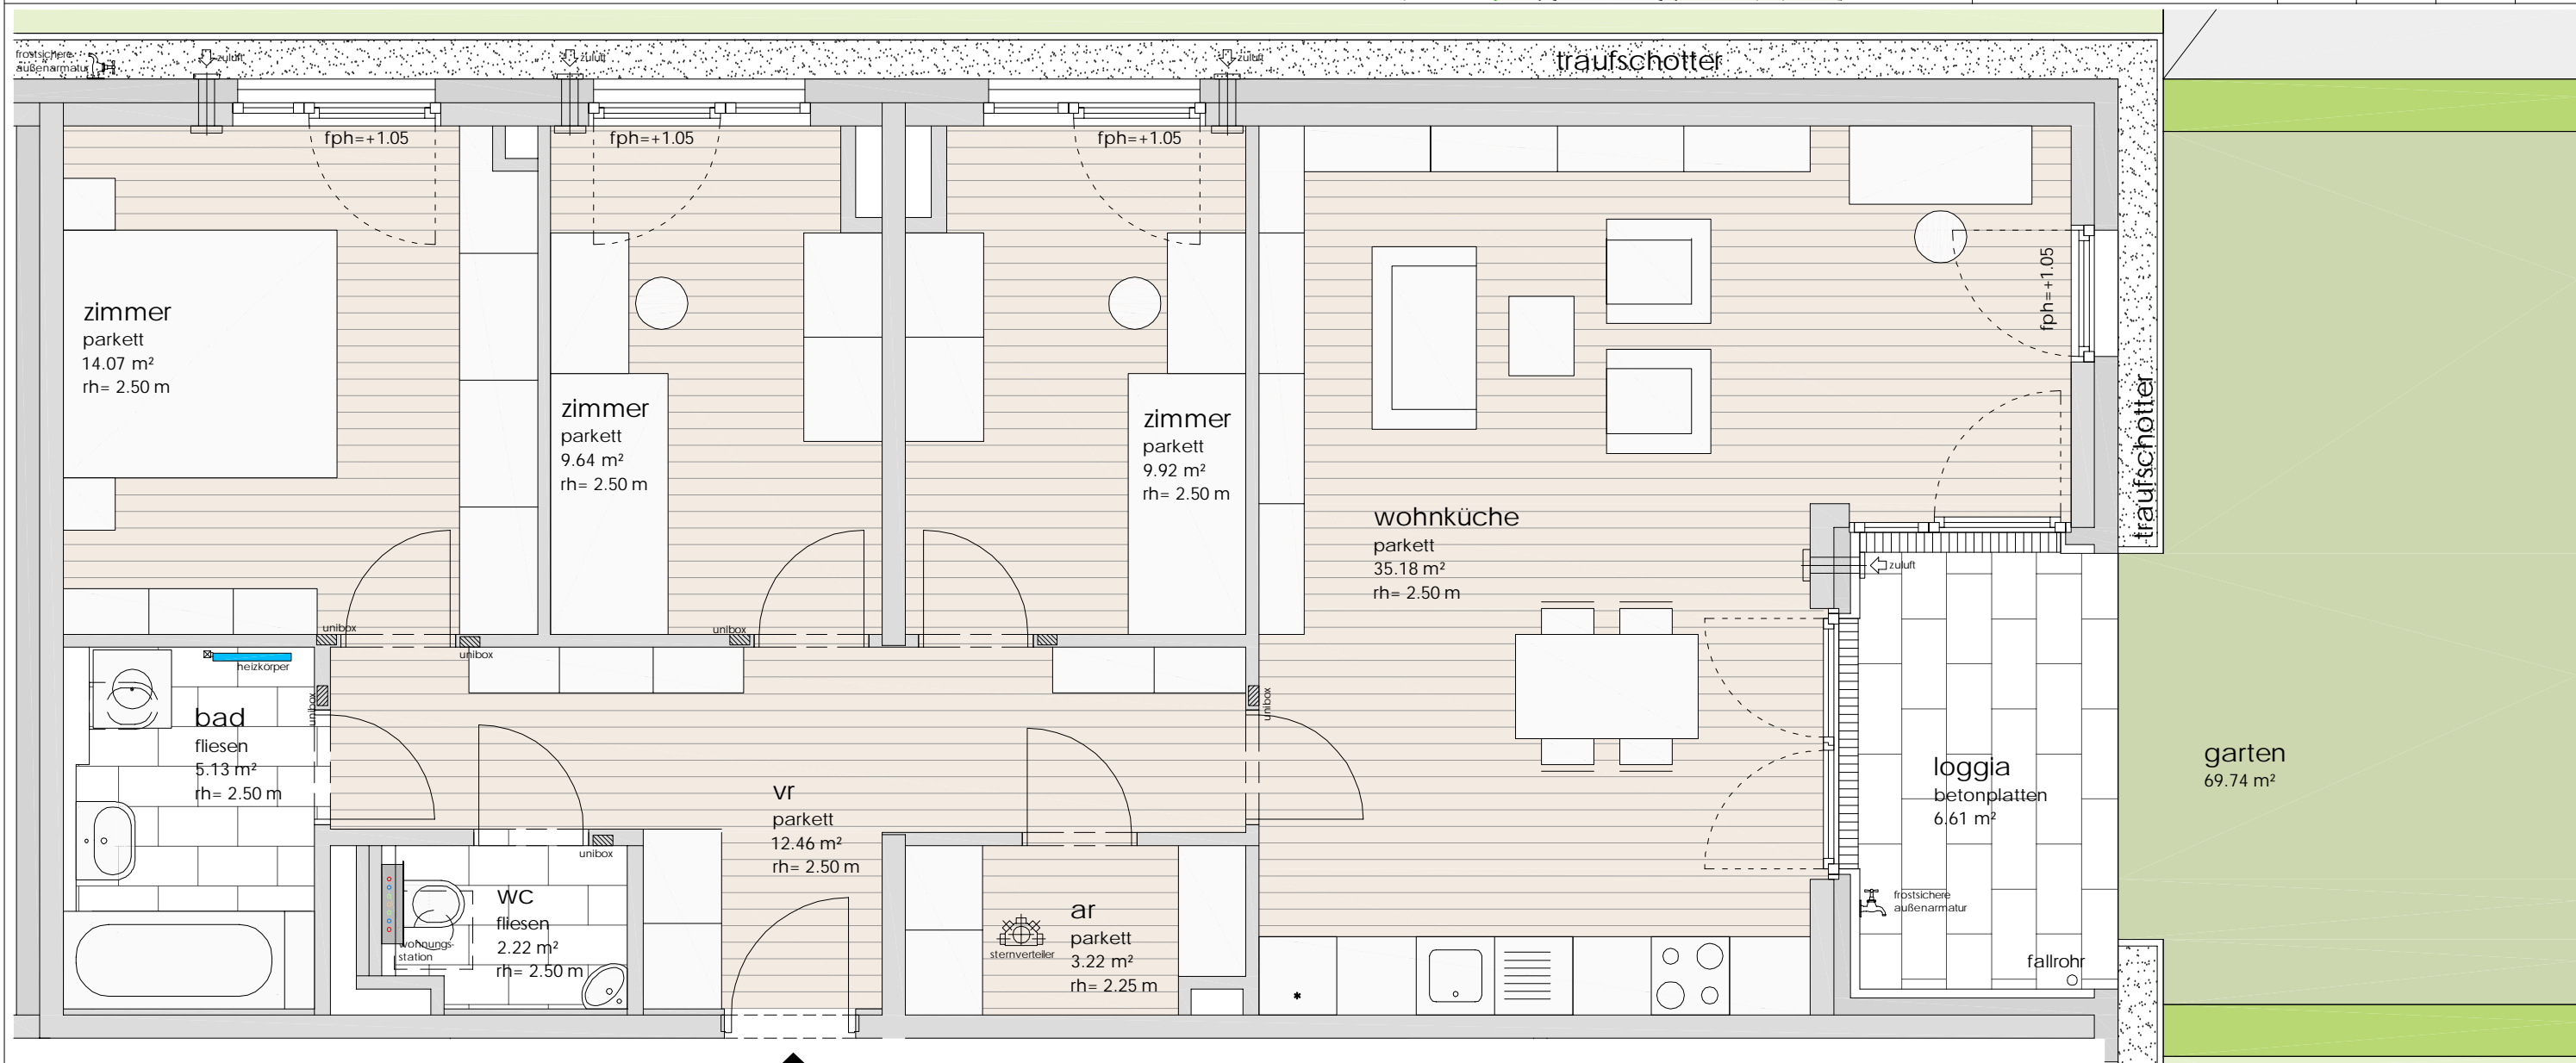 frostsichere
außenarmatur
zuluft
zuluft
zuluft
traufschotter
fph=+1.05
fph=+1.05
fph=+1.05
fph=+1.05
traufschotter
zimmer
parkett
14.07 m²
rh= 2.50 m
zimmer
parkett
9.64 m²
rh= 2.50 m
zimmer
parkett
9.92 m²
rh= 2.50 m
wohnküche
parkett
35.18 m²
rh= 2.50 m
zuluft
unibox
unibox
unibox
unibox
unibox
heizkörper
bad
fliesen
5.13 m²
rh= 2.50 m
vr
parkett
12.46 m²
rh= 2.50 m
unibox
wc
fliesen
2.22 m²
rh= 2.50 m
wohnungs-
station
ar
parkett
3.22 m²
rh= 2.25 m
sternverteiler
loggia
betonplatten
6.61 m²
frostsichere
außenarmatur
fallrohr
garten
69.74 m²